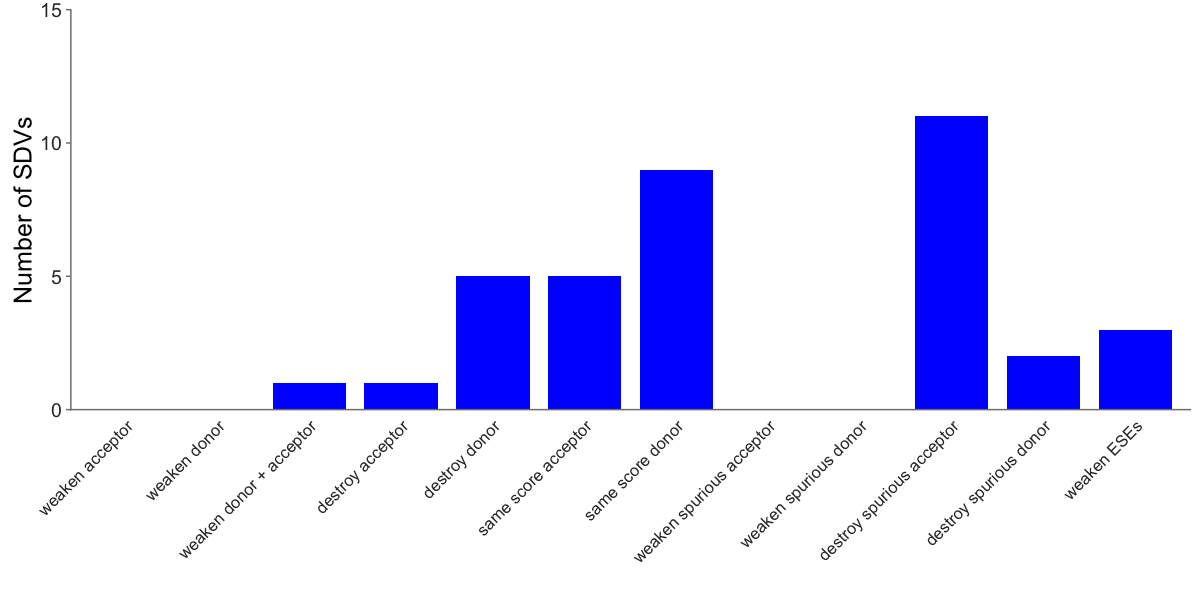 Number of SDVs
15
10
5
0
weaken acceptor
weaken donor
weaken donor + acceptor
destroy acceptor
destroy donor
same score acceptor
same score donor
weaken spurious acceptor
weaken spurious donor
destroy spurious acceptor
destroy spurious donor
weaken ESEs